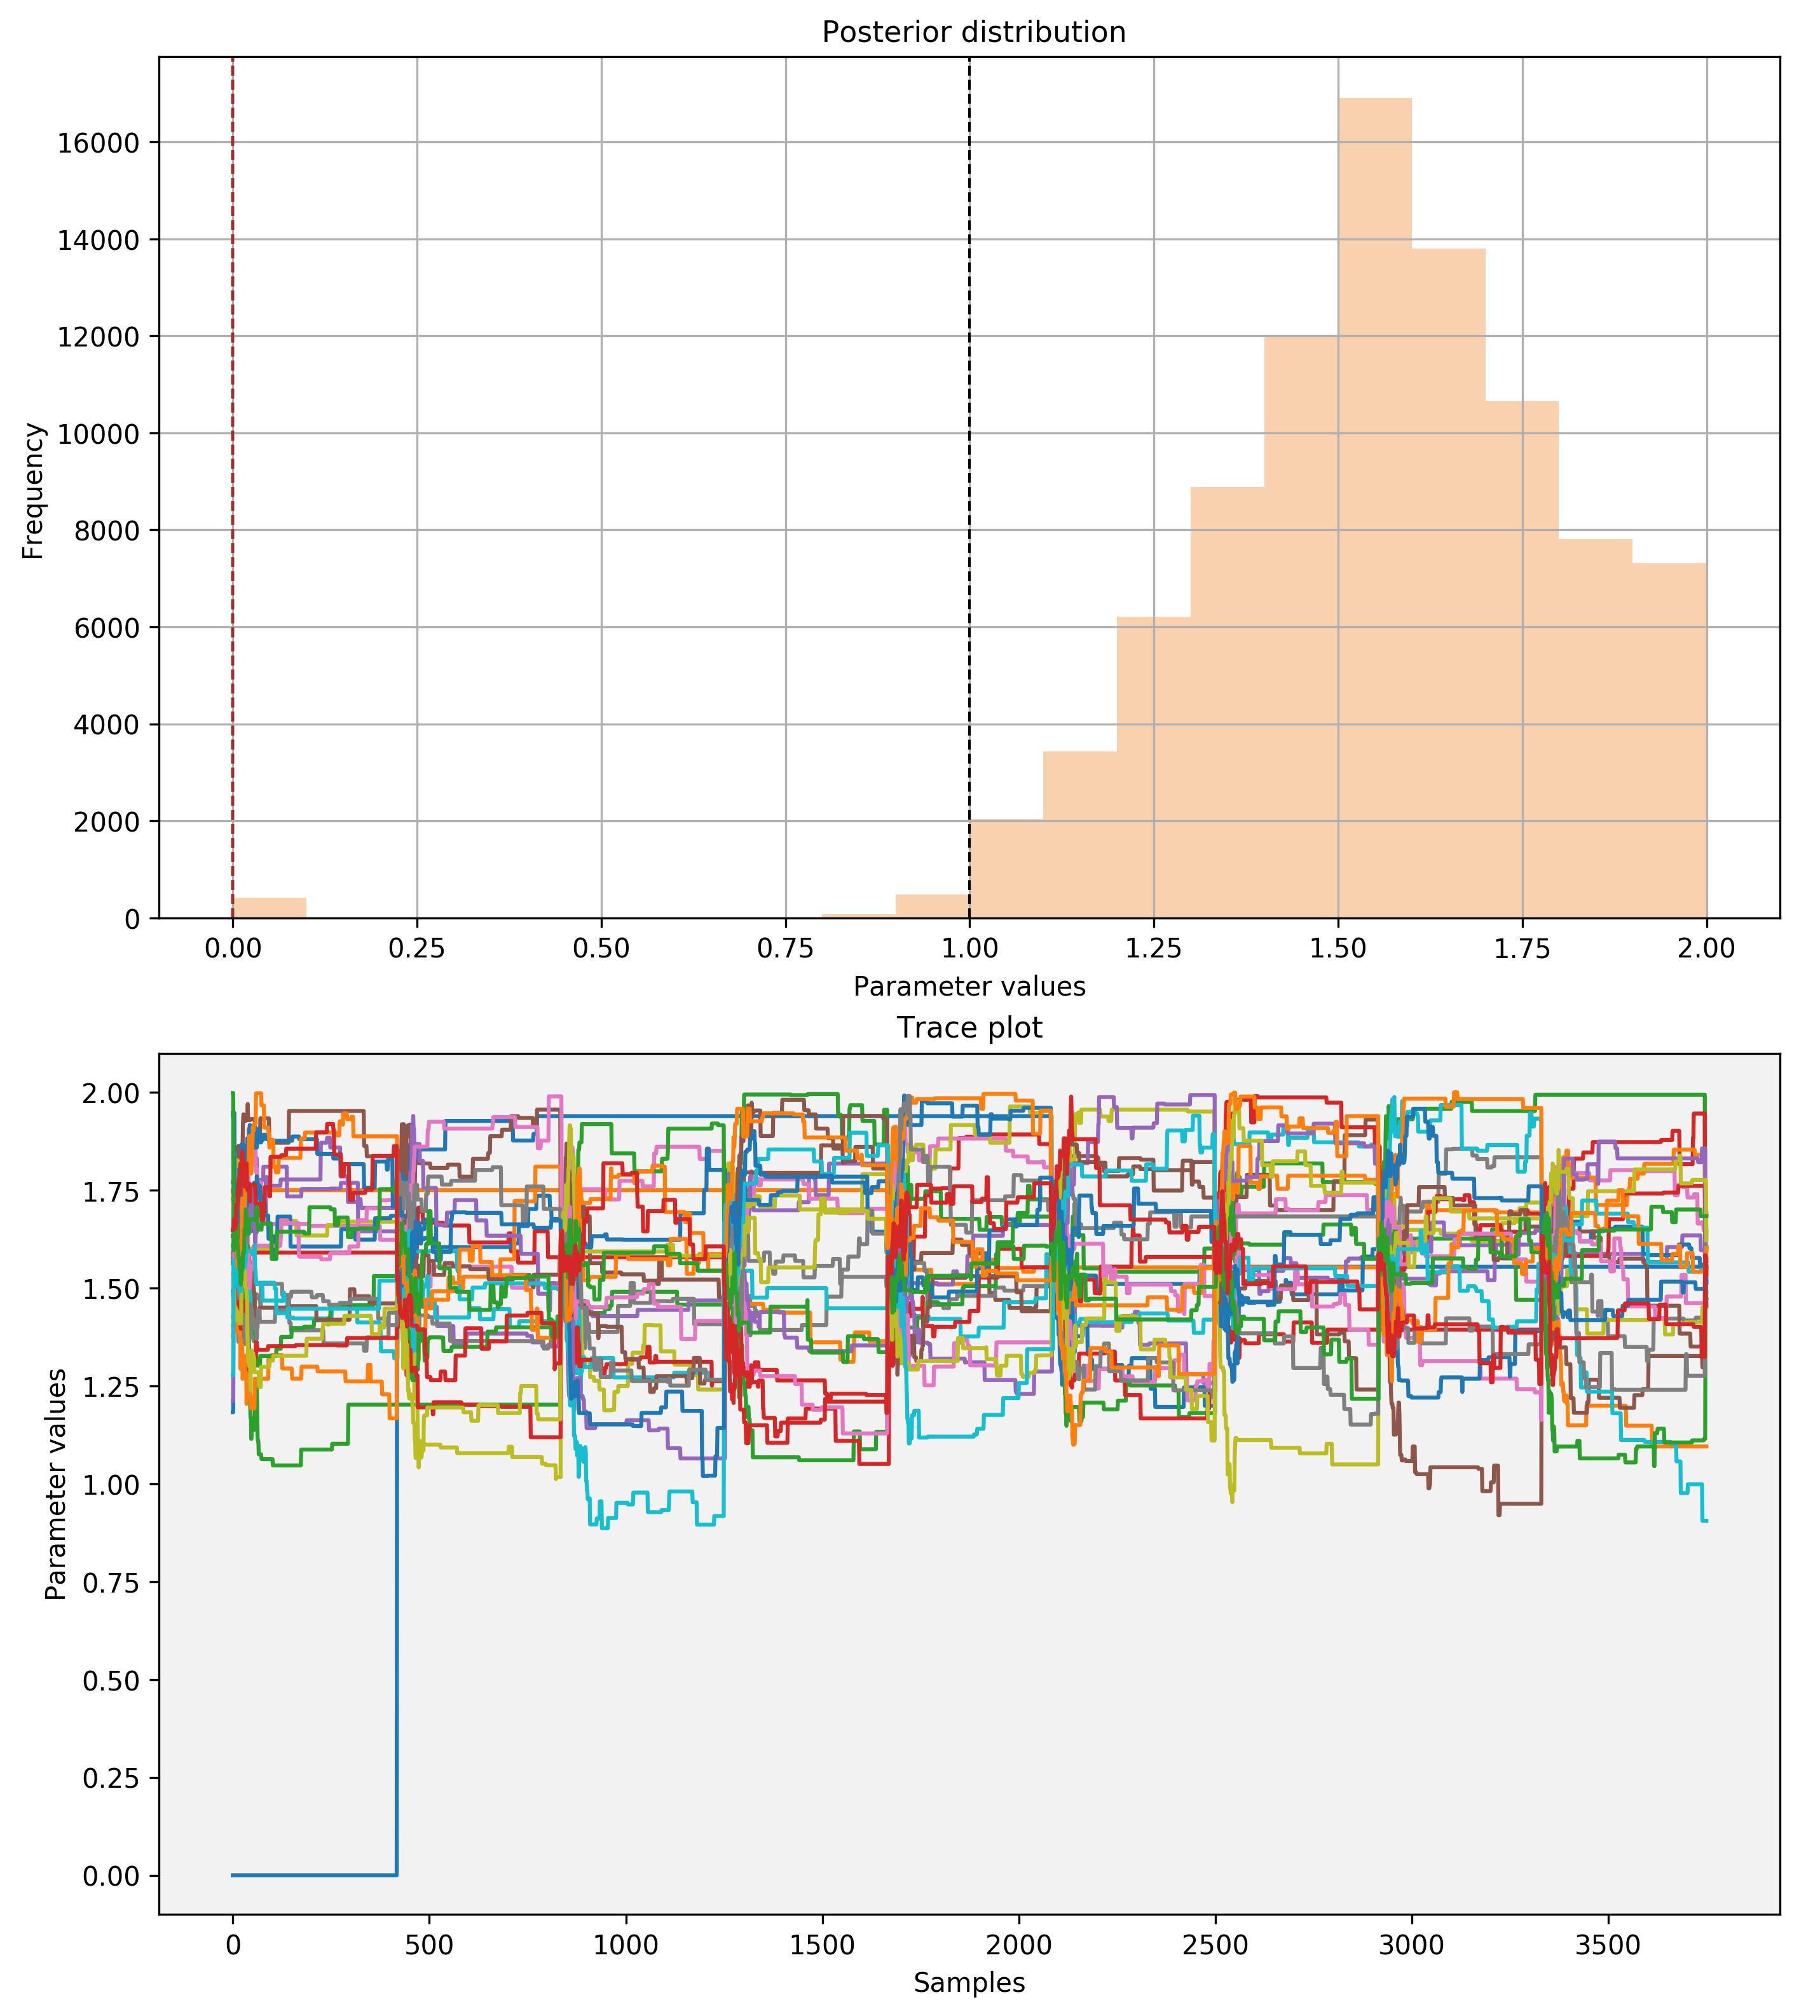 Posterior distribution
16000
14000
12000
10000
8000
6000
4000
2000
0
Frequency
0.00 0.25 0.50 0.75 1.00 1.25 1.50 1.75 2.00
Parameter values
Trace plot
2.00
1.75
1.50
1.25
1.00
0.75
0.50
0.25
0.00
Parameter values
0 500 1000 1500 2000 2500 3000 3500
Samples